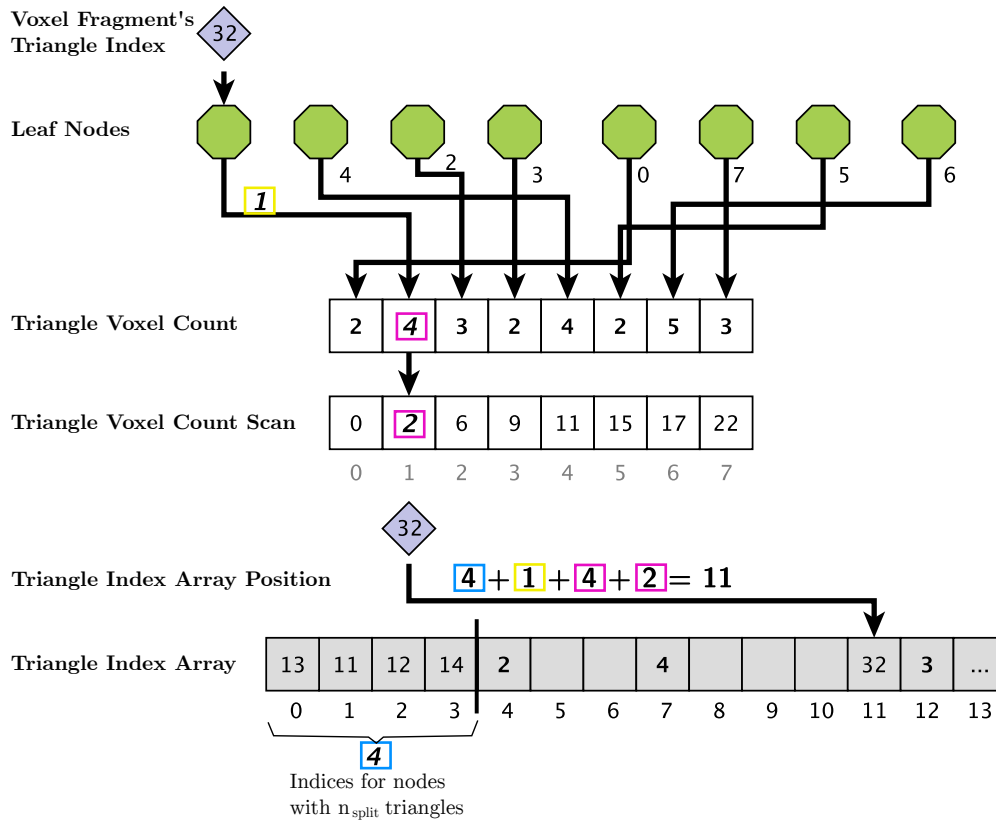 Voxel Fragment's
Triangle Index
32
Leaf Nodes
1
4
2
3
0
7
5
6
Triangle Voxel Count
2 4 3 2 4 2 5 3
Triangle Voxel Count Scan
0 2 6 9 11 15 17 22
0 1 2 3 4 5 6 7
32
Triangle Index Array Position
4 + 1 + 4 + 2 = 11
Triangle Index Array
13 11 12 14 2 4 32 3 ...
0 1 2 3 4 5 6 7 8 9 10 11 12 13
4
Indices for nodes
with n split triangles